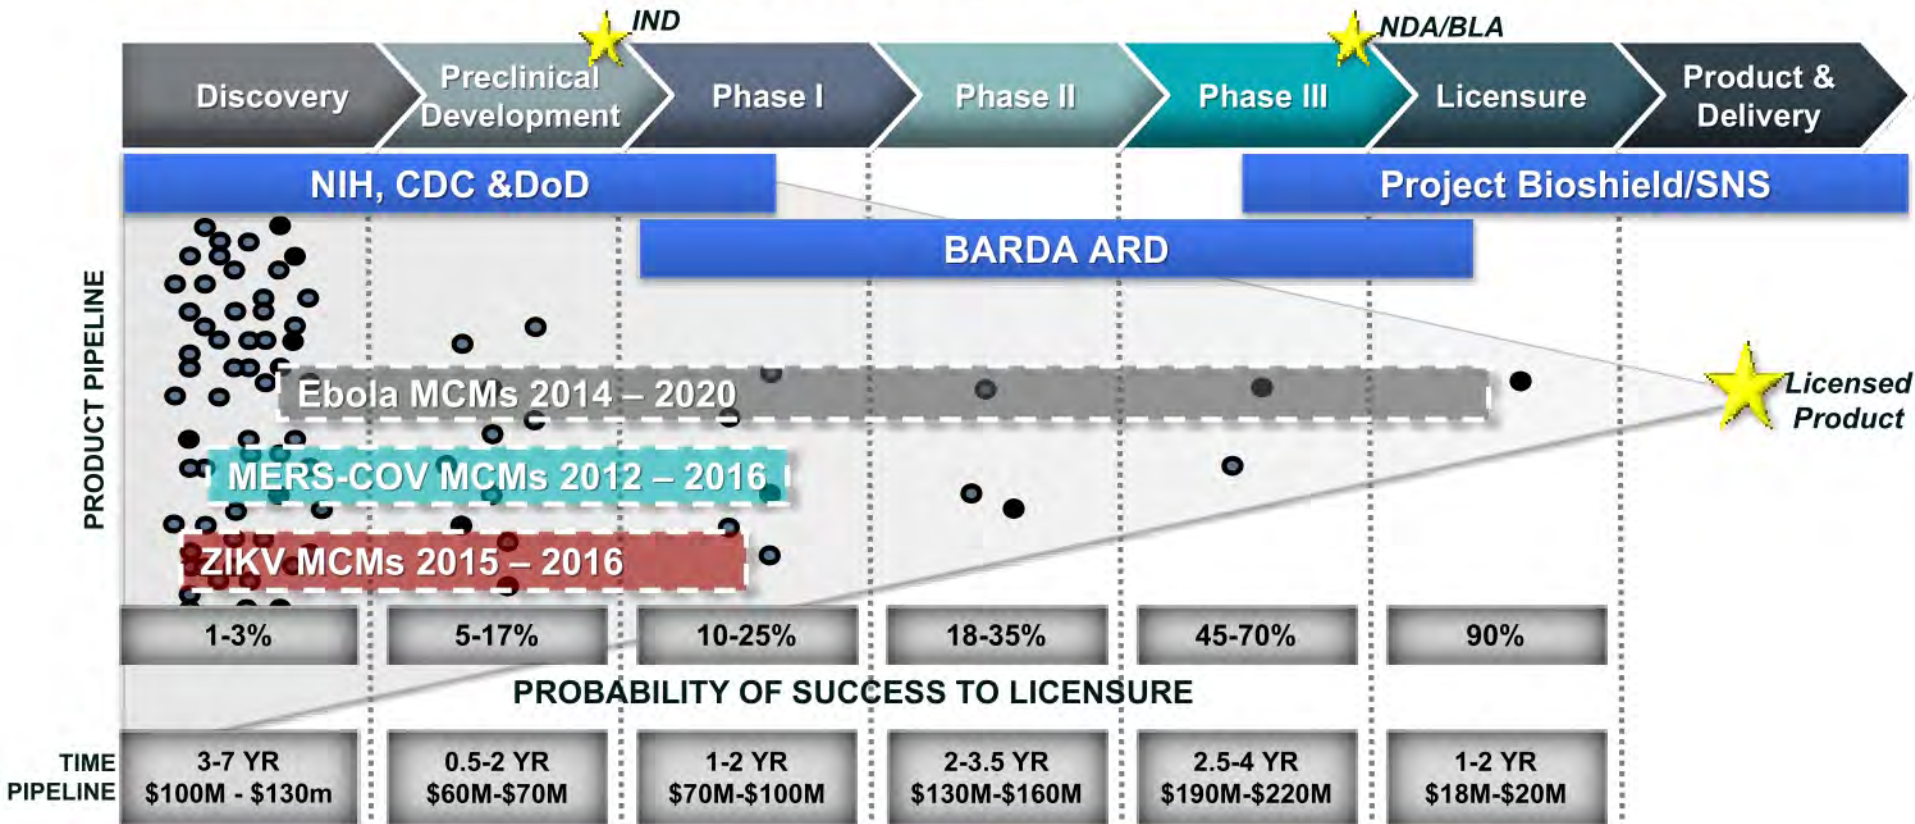 IND
NDA/BLA
Discovery
Preclinical
Development
Phase I
Phase II
Phase III
Licensure
Product &
Delivery
NIH, CDC &DoD
Project Bioshield/SNS
BARDA ARD
PRODUCT PIPELINE
Ebola MCMs 2014 – 2020
Licensed
Product
MERS-COV MCMs 2012 – 2016
ZIKV MCMs 2015 – 2016
1-3%
5-17%
10-25%
18-35%
45-70%
90%
PROBABILITY OF SUCCESS TO LICENSURE
TIME
PIPELINE
3-7 YR
$100M - $130m
0.5-2 YR
$60M-$70M
1-2 YR
$70M-$100M
2-3.5 YR
$130M-$160M
2.5-4 YR
$190M-$220M
1-2 YR
$18M-$20M